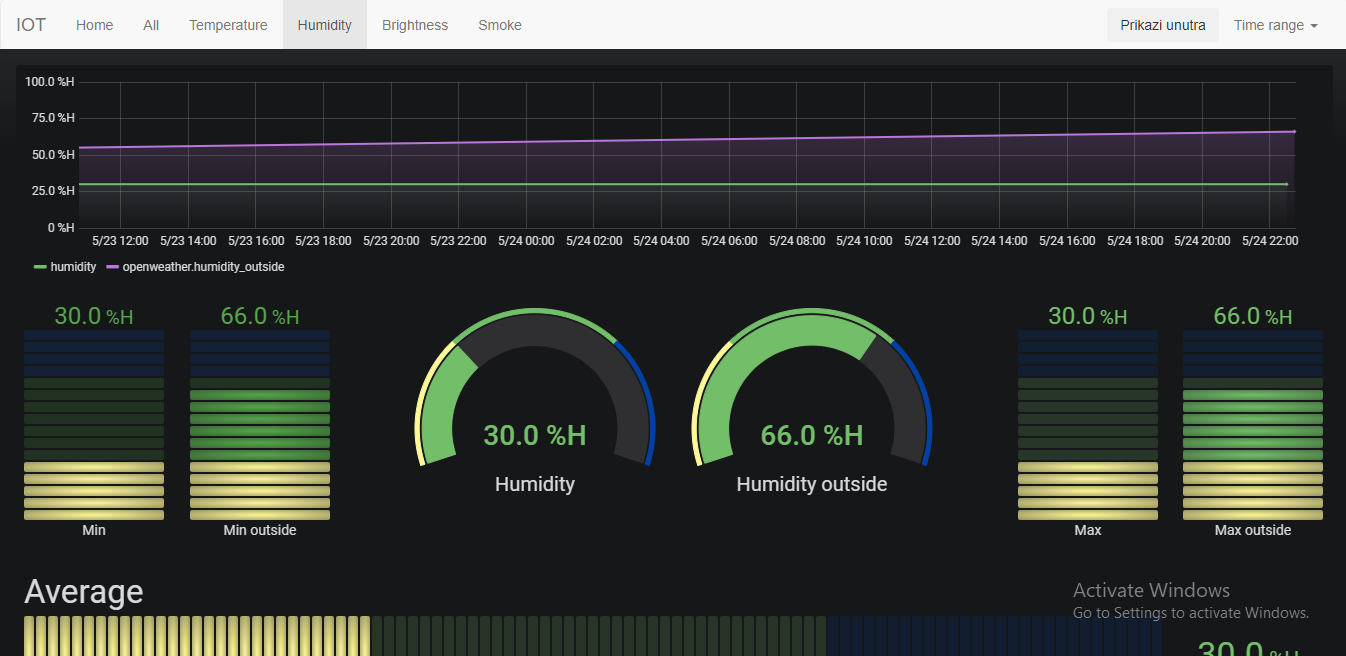 IOT Home All Temperature Humidity Brightness Smoke Prikazi unutra Time range
100.0 %H
75.0 %H
50.0 %H
25.0 %H
0 %H
5/23 12:00 5/23 14:00 5/23 16:00 5/23 18:00 5/23 20:00 5/23 22:00 5/24 00:00 5/24 02:00 5/24 04:00 5/24 06:00 5/24 08:00 5/24 10:00 5/24 12:00 5/24 14:00 5/24 16:00 5/24 18:00 5/24 20:00 5/24 22:00
humidity openweather.humidity_outside
30.0 %H 66.0 %H 30.0 %H 66.0 %H
30.0 %H 66.0 %H
Humidity Humidity outside
Min Min outside Max Max outside
Average
Activate Windows
Go to Settings to activate Windows.
30.0 %H